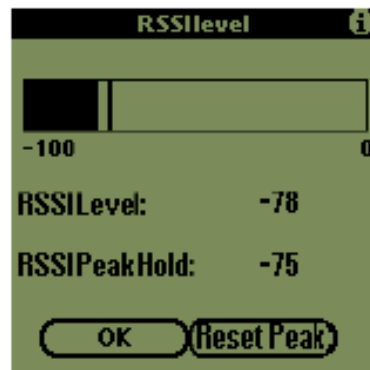 RSSIlevel i
-100 0
RSSILevel: -78
RSSIPeakHold: -75
OK Reset Peak